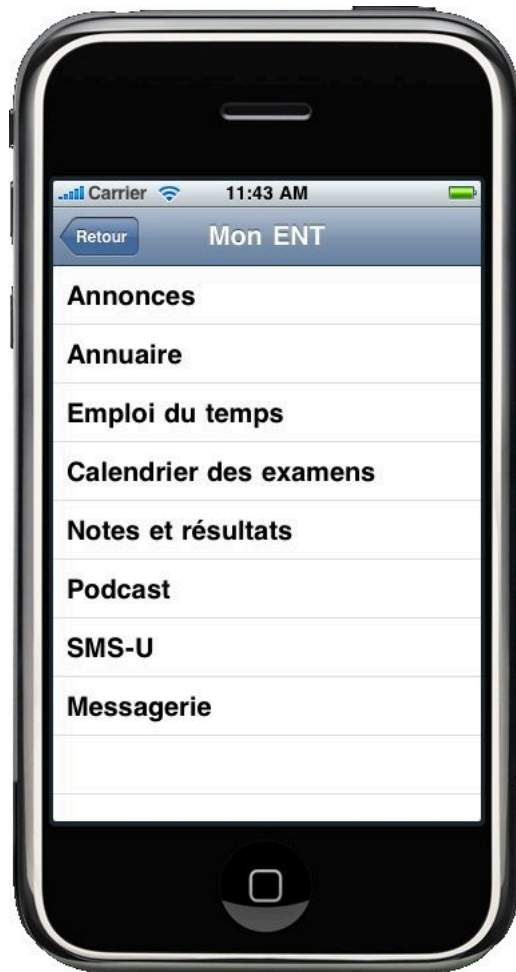 Carrier 11:43 AM
Retour Mon ENT
Annonces
Annuaire
Emploi du temps
Calendrier des examens
Notes et résultats
Podcast
SMS-U
Messagerie